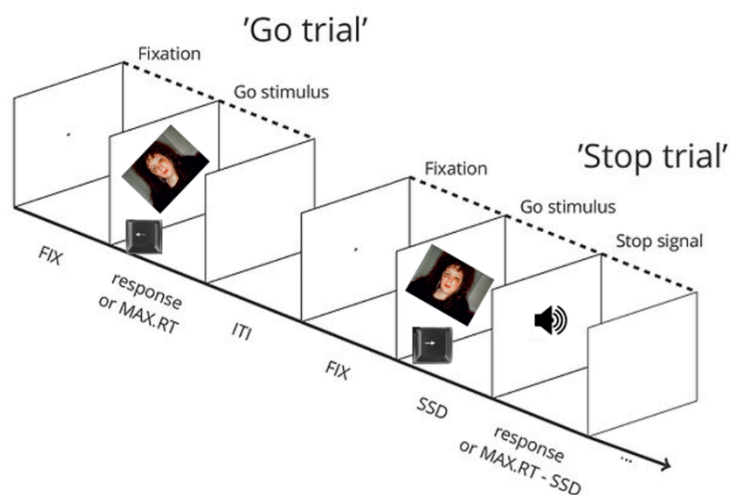 'Go trial'
Fixation
Go stimulus
'Stop trial'
Fixation
Go stimulus
Stop signal
FIX
response
or MAX.RT
ITI
FIX
SSD
response
or MAX.RT - SSD
...